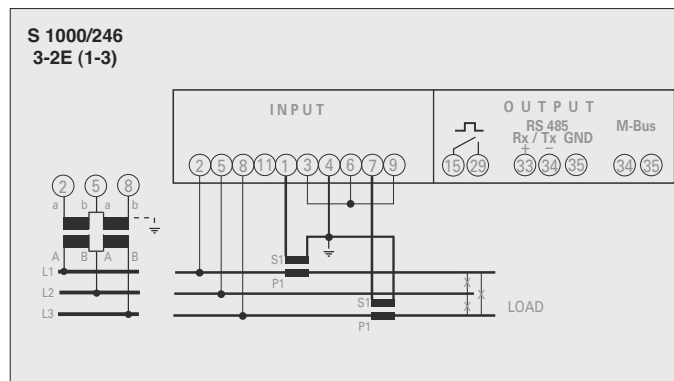 S 1000/246
3-2E (1-3)
INPUT
OUTPUT
RS 485
M-Bus
Rx / Tx GND
+ −
2 5 8 11 1 3 4 6 7 9
15 29 33 34 35 34 35
2 5 8
a b a b
A B A B
S1
L1
P1
L2
S1
LOAD
L3
P1